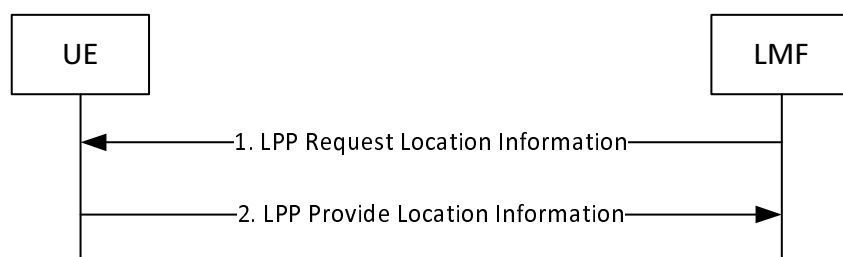 UE
LMF
1. LPP Request Location Information
2. LPP Provide Location Information